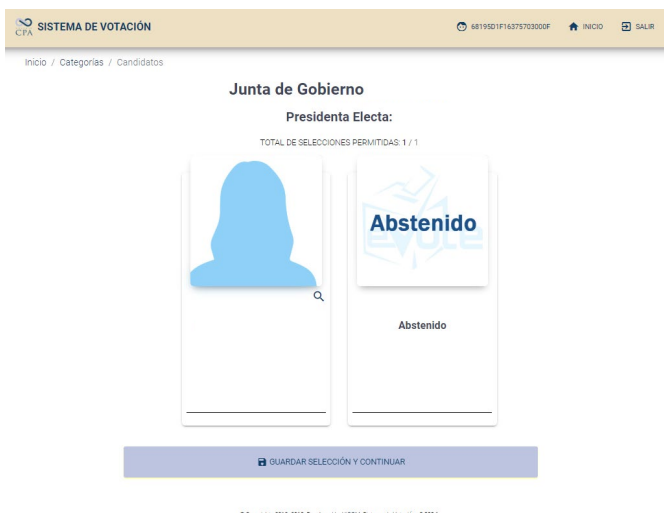 CPA
SISTEMA DE VOTACIÓN
68195D1F16375703000F
INICIO
SALIR
Inicio / Categorías / Candidatos
Junta de Gobierno
Presidenta Electa:
TOTAL DE SELECCIONES PERMITIDAS: 1 / 1
Abstenido
Abstenido
GUARDAR SELECCIÓN Y CONTINUAR